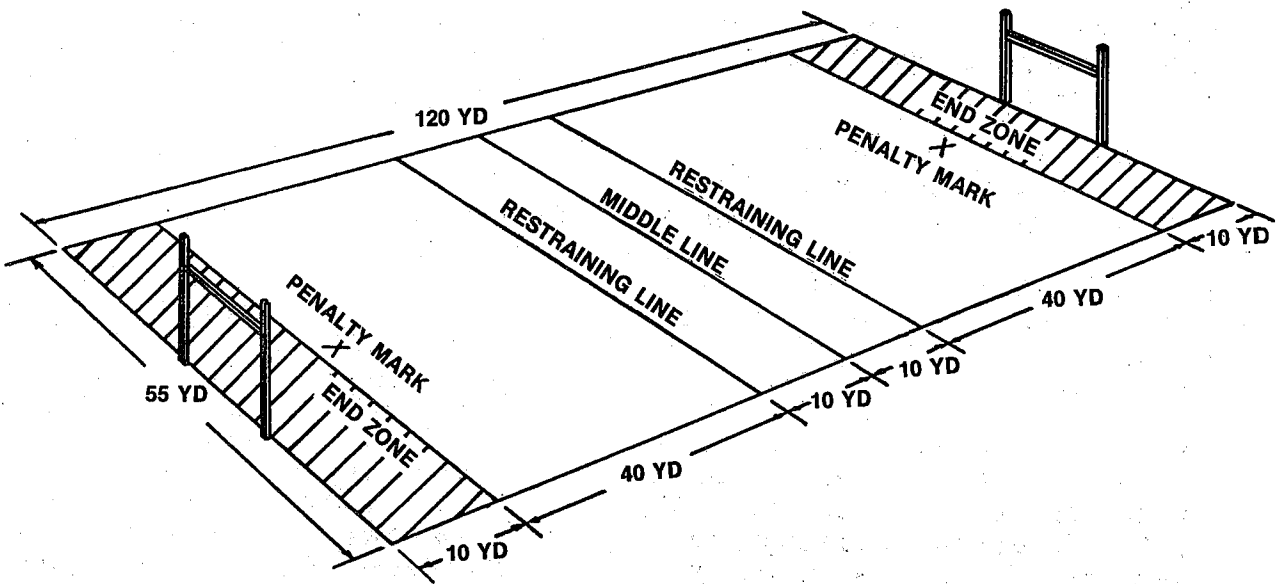 120 YD
END ZONE
PENALTY MARK
X
RESTRAINING LINE
MIDDLE LINE
RESTRAINING LINE
10 YD
40 YD
10 YD
10 YD
40 YD
10 YD
PENALTY MARK
X
END ZONE
55 YD